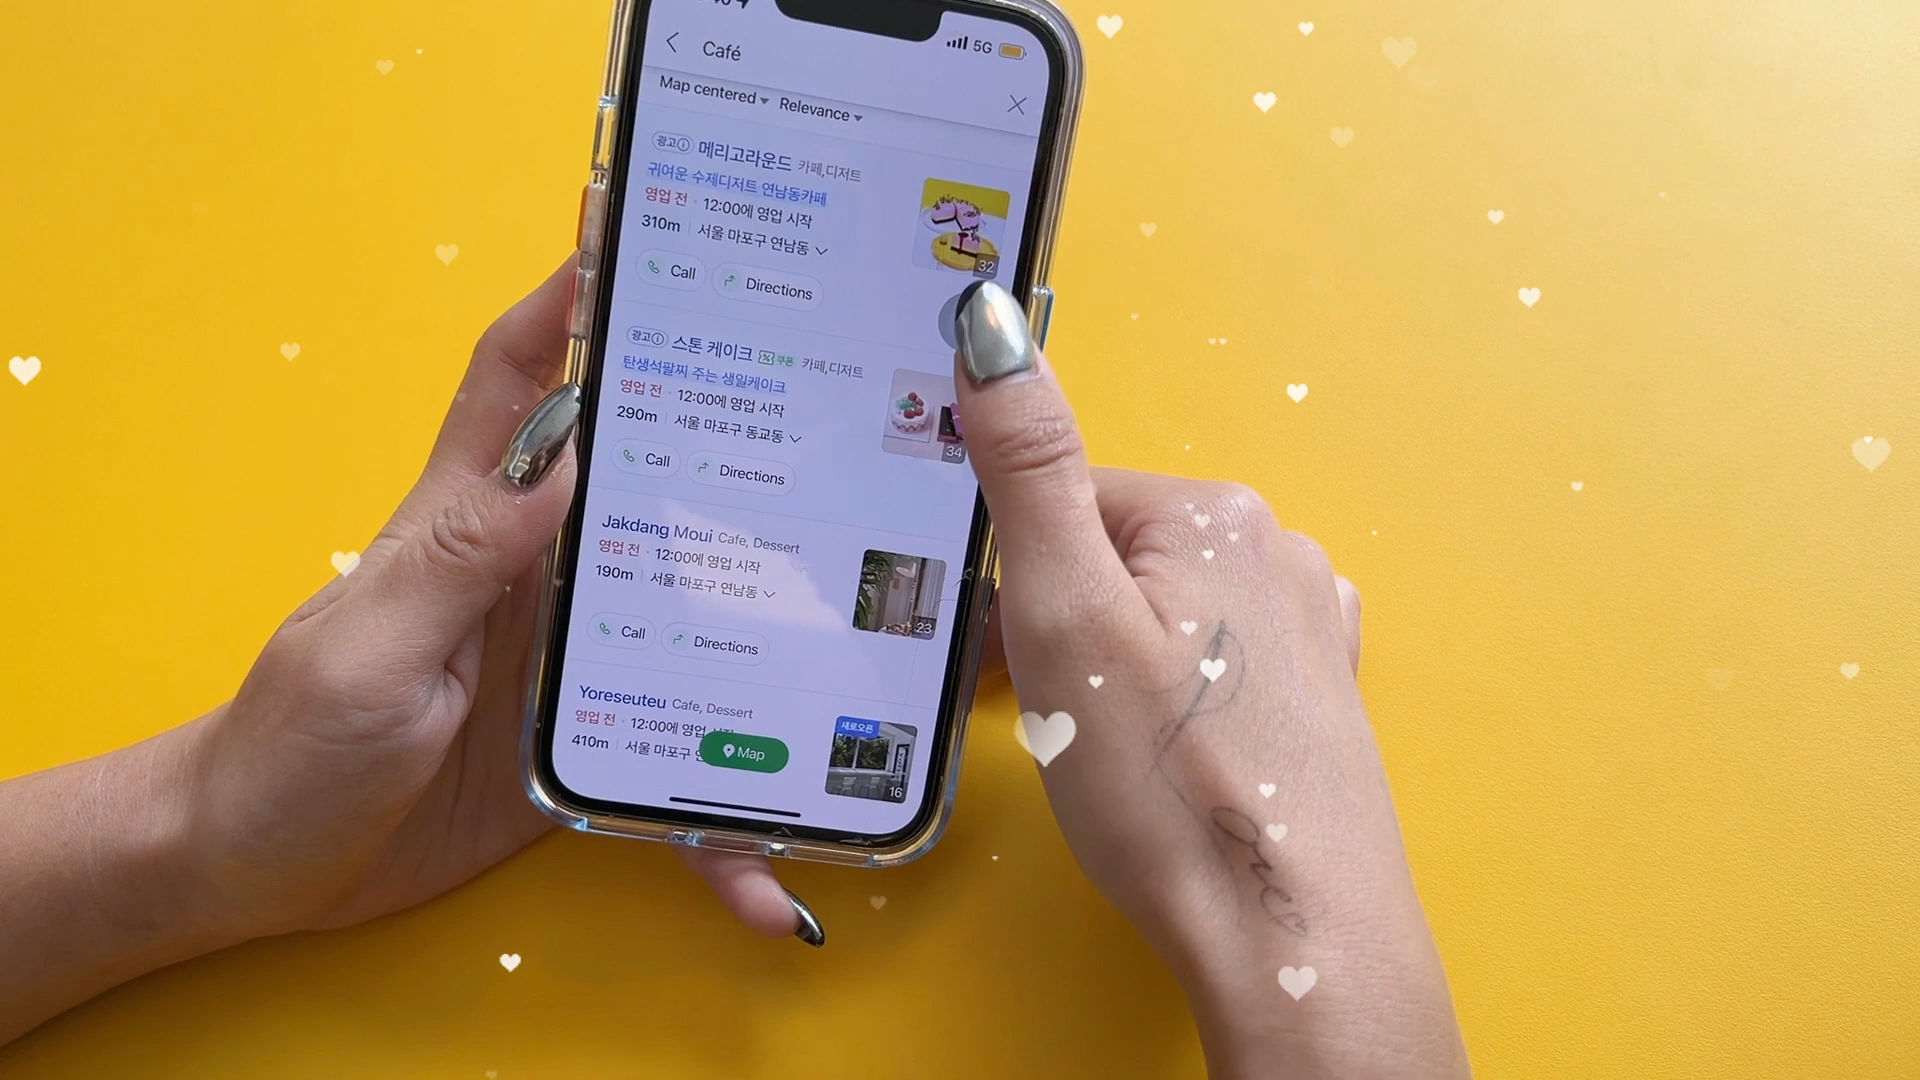 5G
Café
Map centered Relevance
광고 메리고라운드 카페,디저트
귀여운 수제디저트 연남동카페
영업 전 · 12:00에 영업 시작
310m 서울 마포구 연남동
32
Call Directions
광고 스톤 케이크 쿠폰 카페,디저트
탄생석팔찌 주는 생일케이크
영업 전 · 12:00에 영업 시작
290m 서울 마포구 동교동
34
Call Directions
Jakdang Moui Cafe, Dessert
영업 전 · 12:00에 영업 시작
190m 서울 마포구 연남동
23
Call Directions
Yoreseuteu Cafe, Dessert
새로오픈
영업 전 · 12:00에 영업
410m 서울 마포구
Map
16